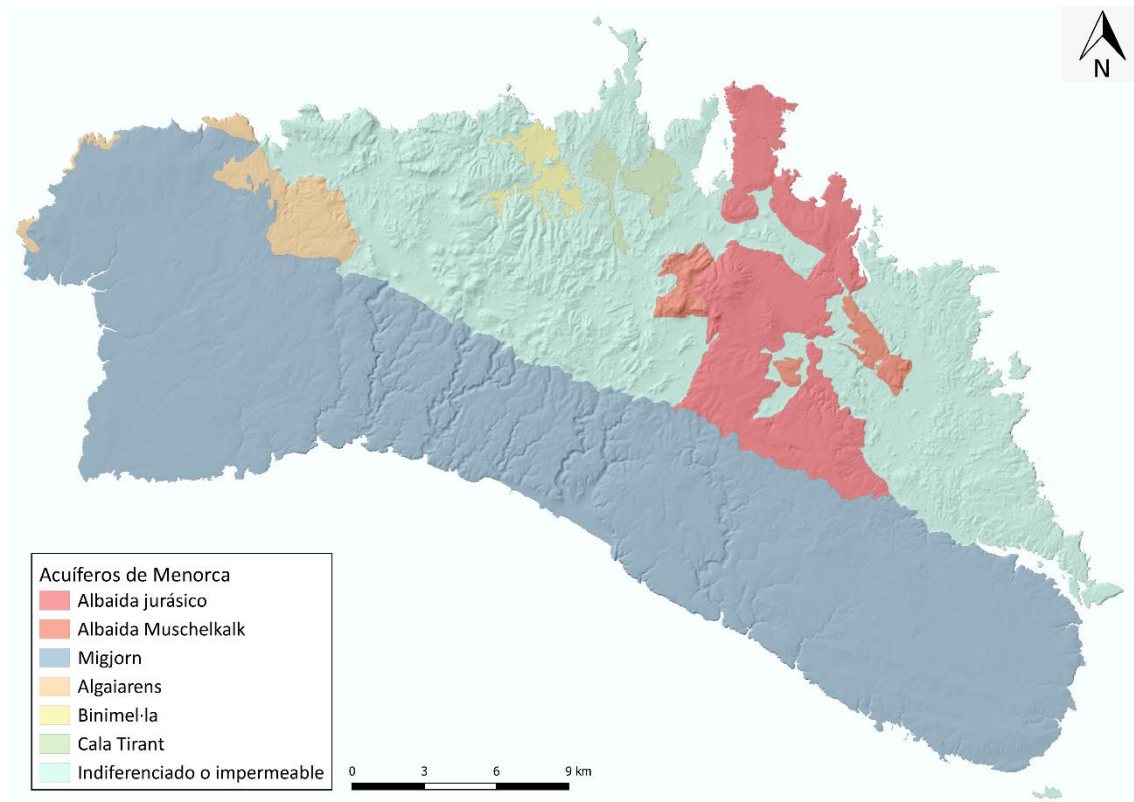 N
Acuíferos de Menorca
Albaida jurásico
Albaida Muschelkalk
Migjorn
Algaiarens
Binimel·la
Cala Tirant
Indiferenciado o impermeable
0 3 6 9 km